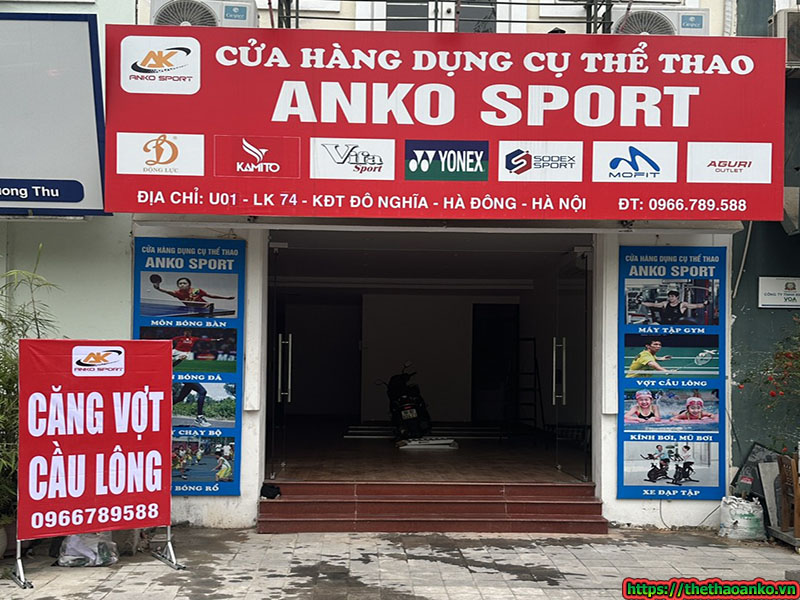 AK
ANKO SPORT
CỬA HÀNG DỤNG CỤ THỂ THAO
ANKO SPORT
ĐỘNG LỰC
KAMITO
Vifa Sport
YONEX
SODEX SPORT
MOFIT
AGURI OUTLET
ĐỊA CHỈ: U01 - LK 74 - KĐT ĐÔ NGHĨA - HÀ ĐÔNG - HÀ NỘI ĐT: 0966.789.588
uong Thu
CỬA HÀNG DỤNG CỤ THỂ THAO
ANKO SPORT
MÔN BÓNG BÀN
BÓNG ĐÁ
CHẠY BỘ
BÓNG RỔ
AK
ANKO SPORT
CĂNG VỢT
CẦU LÔNG
0966789588
CỬA HÀNG DỤNG CỤ THỂ THAO
ANKO SPORT
MÁY TẬP GYM
VỢT CẦU LÔNG
KÍNH BƠI, MŨ BƠI
XE ĐẠP TẬP
https://thethaoanko.vn